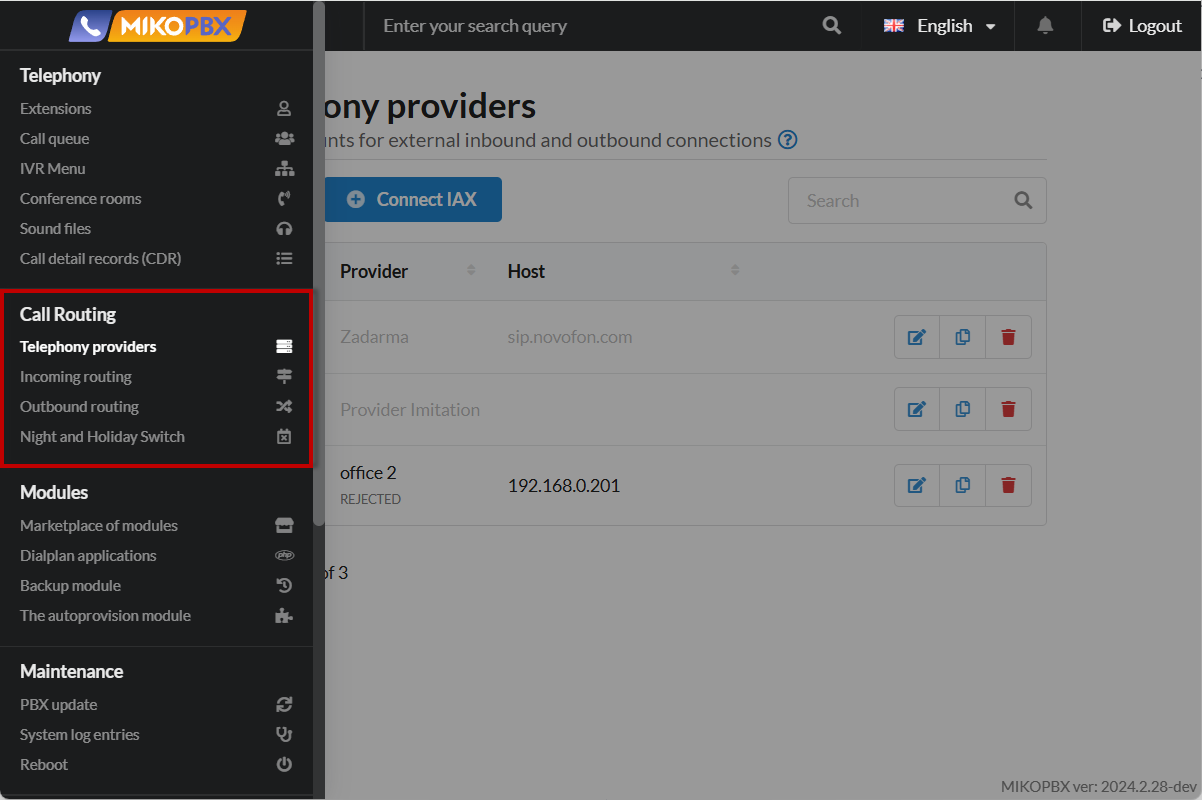 MIKOPBX
Enter your search query
English
Logout
Telephony
Extensions
Call queue
IVR Menu
Conference rooms
Sound files
Call detail records (CDR)
Call Routing
Telephony providers
Incoming routing
Outbound routing
Night and Holiday Switch
Modules
Marketplace of modules
Dialplan applications
php
Backup module
The autoprovision module
Maintenance
PBX update
System log entries
Reboot
ony providers
nts for external inbound and outbound connections
Connect IAX
Search
Provider Host
Zadarma sip.novofon.com
Provider Imitation
office 2
REJECTED
192.168.0.201
of 3
MIKOPBX ver: 2024.2.28-dev